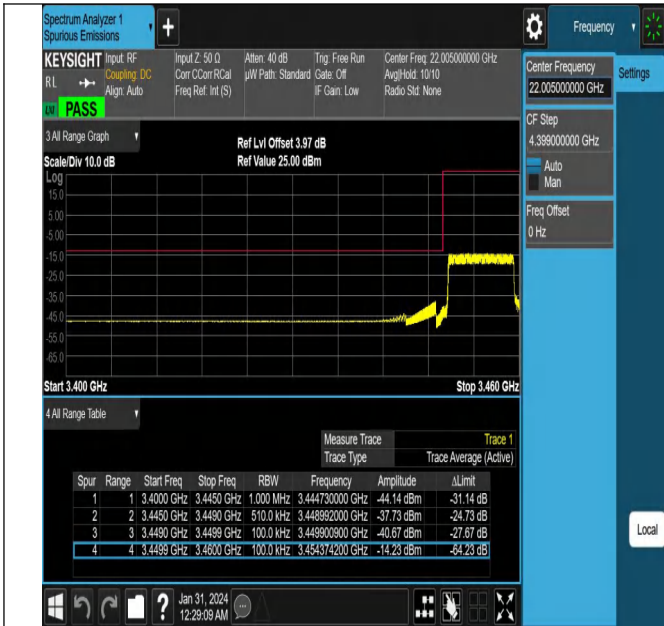 Spectrum Analyzer 1
Spurious Emissions
Frequency
KEYSIGHT
RL
LXI
PASS
Input: RF
Coupling: DC
Align: Auto
Input Z: 50 Ω
Corr CCorr RCal
Freq Ref: Int (S)
Atten: 40 dB
µW Path: Standard
Trig: Free Run
Gate: Off
IF Gain: Low
Center Freq: 22.005000000 GHz
Avg|Hold: 10/10
Radio Std: None
Center Frequency
22.005000000 GHz
Settings
CF Step
4.399000000 GHz
Auto
Man
Freq Offset
0 Hz
3 All Range Graph
Scale/Div 10.0 dB
Ref Lvl Offset 3.97 dB
Ref Value 25.00 dBm
Log
15.0
5.00
-5.00
-15.0
-25.0
-35.0
-45.0
-55.0
-65.0
Start 3.400 GHz
Stop 3.460 GHz
4 All Range Table
Measure Trace Trace 1
Trace Type Trace Average (Active)
Spur Range Start Freq Stop Freq RBW Frequency Amplitude ΔLimit
1 1 3.4000 GHz 3.4450 GHz 1.000 MHz 3.444730000 GHz -44.14 dBm -31.14 dB
2 2 3.4450 GHz 3.4490 GHz 510.0 kHz 3.448992000 GHz -37.73 dBm -24.73 dB
3 3 3.4490 GHz 3.4499 GHz 100.0 kHz 3.449900900 GHz -40.67 dBm -27.67 dB
4 4 3.4499 GHz 3.4600 GHz 100.0 kHz 3.454374200 GHz -14.23 dBm -64.23 dB
Local
Jan 31, 2024
12:29:09 AM